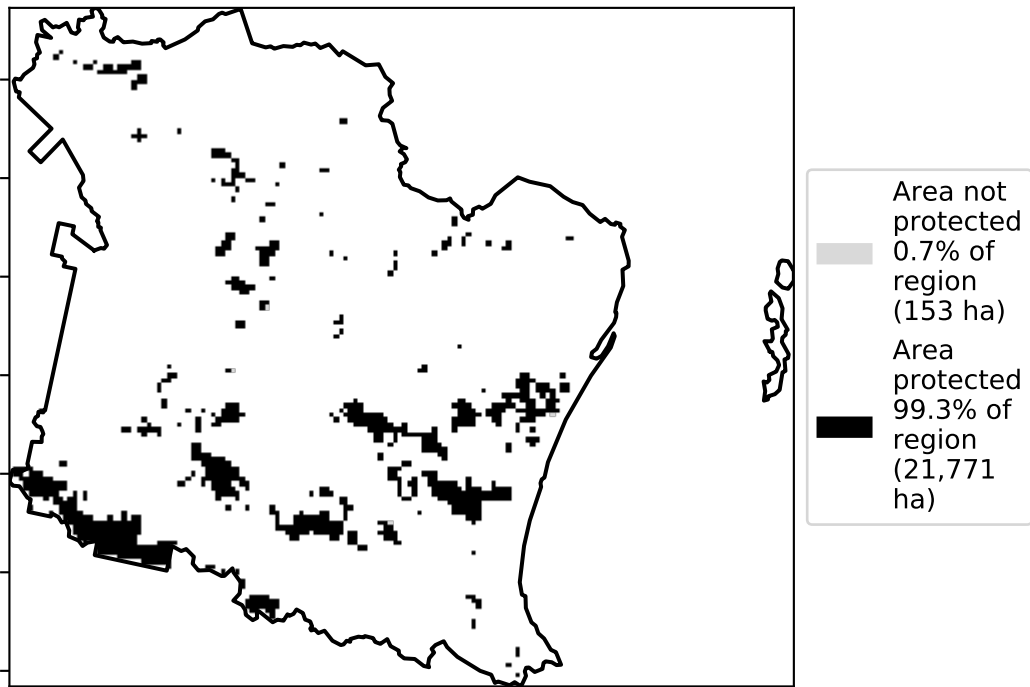 Area not
protected
0.7% of
region
(153 ha)
Area
protected
99.3% of
region
(21,771
ha)